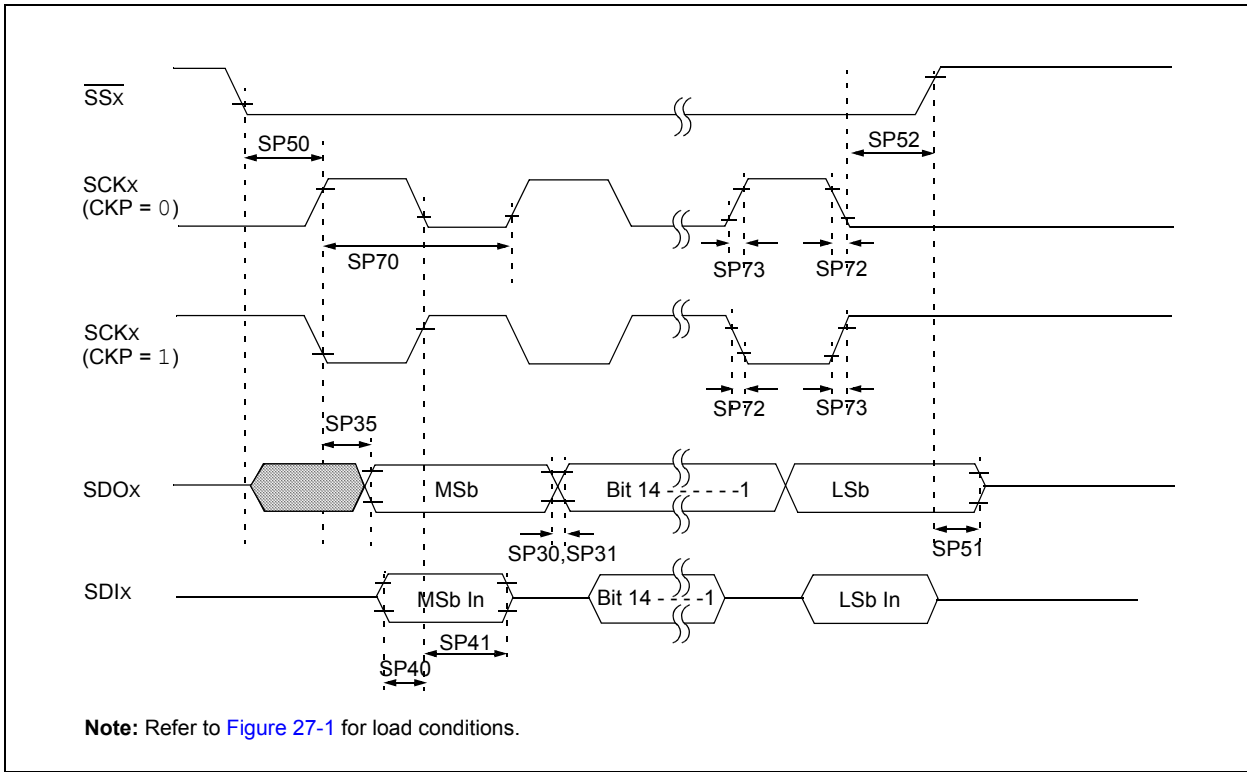 SSx
SP50
SP52
SCKx
(CKP = 0)
SP70
SP73
SP72
SCKx
(CKP = 1)
SP72
SP73
SP35
SDOx
MSb
Bit 14 - - - - - -1
LSb
SP30,SP31
SP51
SDIx
MSb In
Bit 14 - - - -1
LSb In
SP41
SP40
Note: Refer to Figure 27-1 for load conditions.